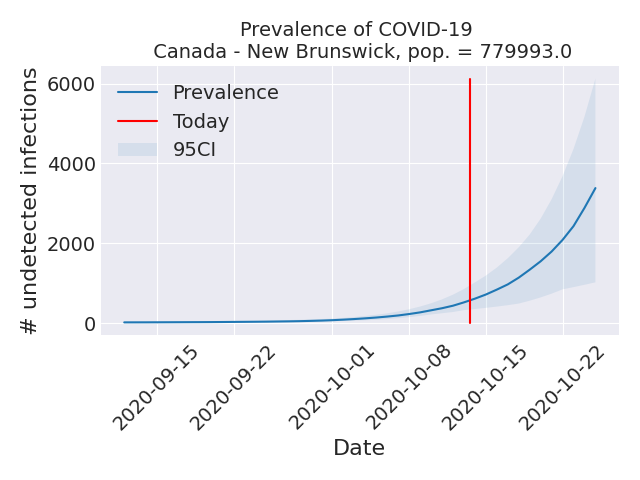 Prevalence of COVID-19
Canada - New Brunswick, pop. = 779993.0
# undetected infections
6000
4000
2000
0
Prevalence
Today
95CI
2020-09-15
2020-09-22
2020-10-01
2020-10-08
2020-10-15
2020-10-22
Date